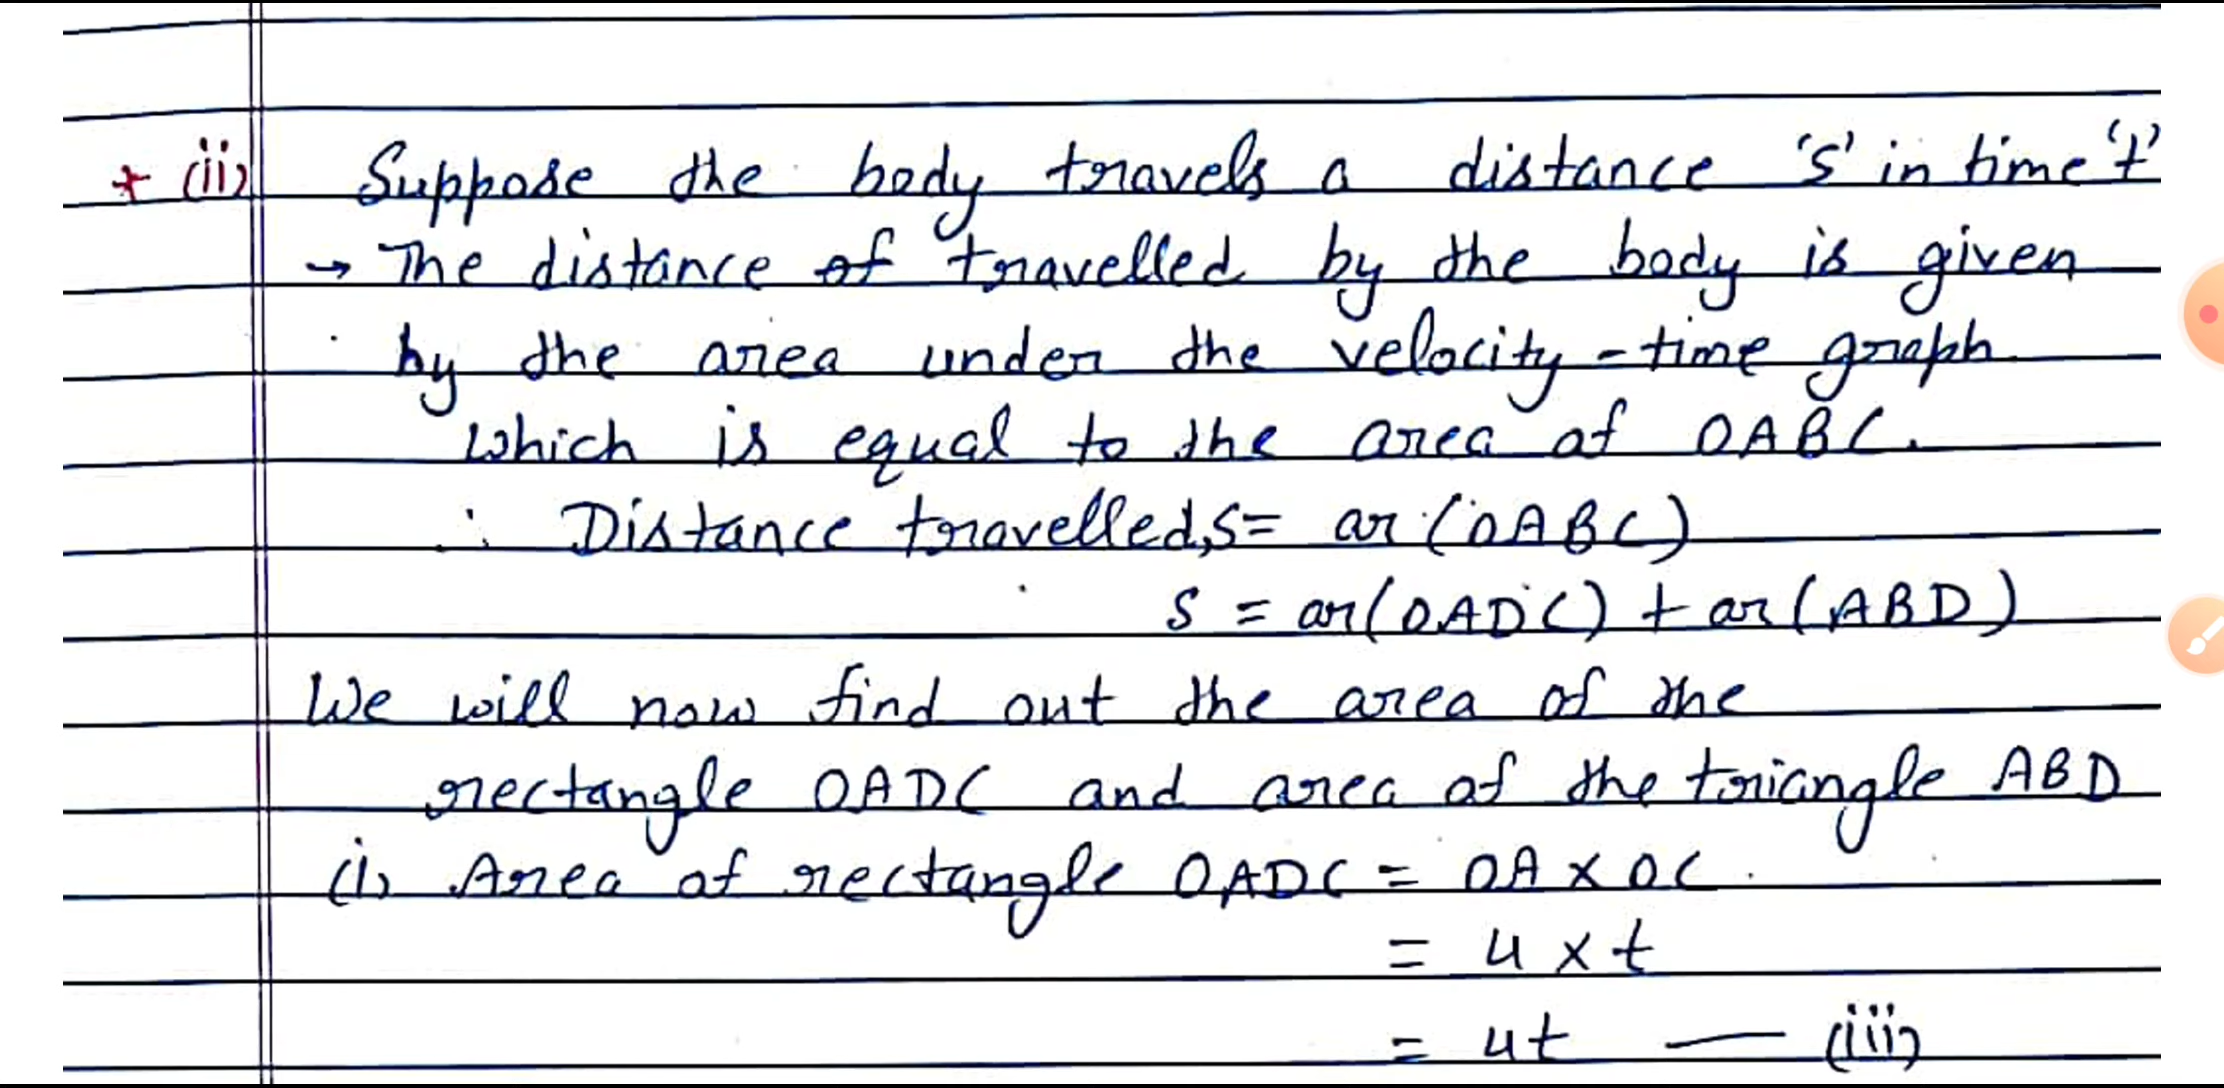 * (ii) Suppose the body travels a distance 's' in time 't'
→ The distance of travelled by the body is given
by the area under the velocity - time graph
which is equal to the area of OABC.
∴ Distance travelled, s = ar (OABC)
s = ar(OADC) + ar (ABD)
We will now find out the area of the
rectangle OADC and area of the triangle ABD
(i) Area of rectangle OADC = OA × OC.
= u × t
= ut — (iii)